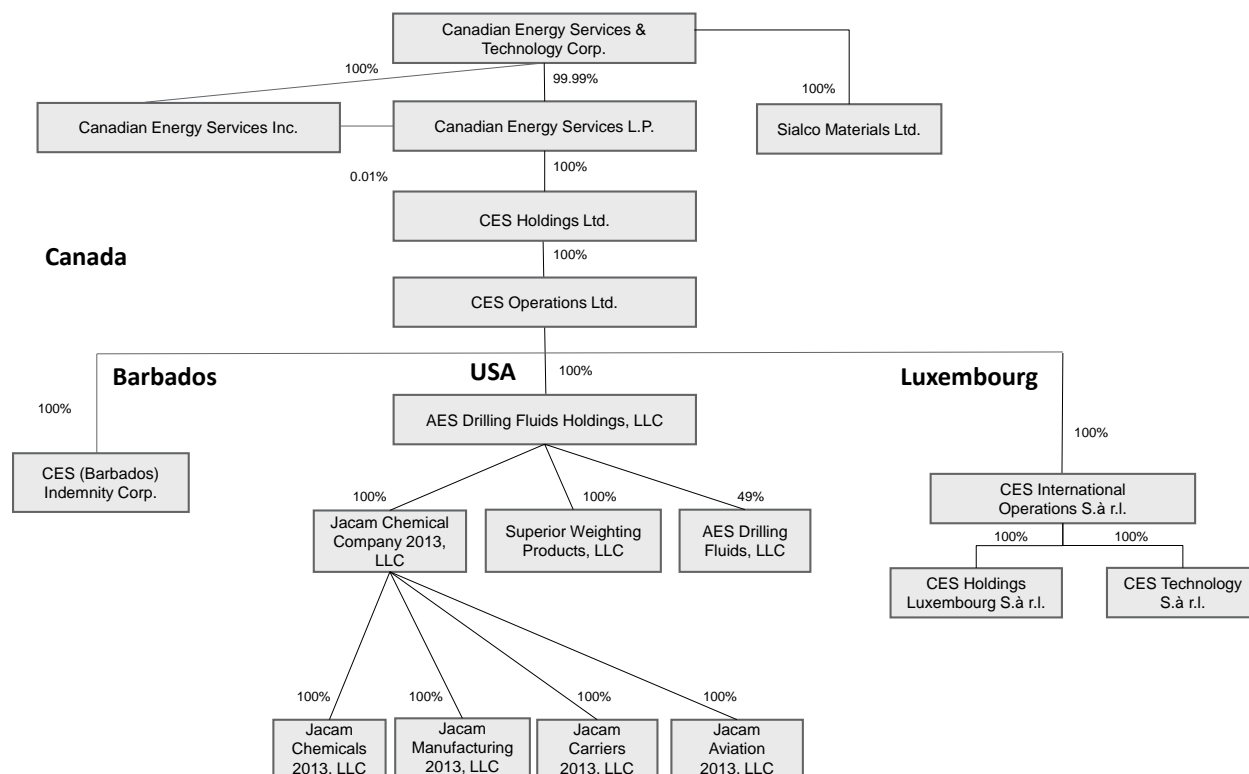 Canadian Energy Services &
Technology Corp.
100%
99.99%
100%
Canadian Energy Services Inc.
Canadian Energy Services L.P.
Sialco Materials Ltd.
100%
0.01%
CES Holdings Ltd.
Canada
100%
CES Operations Ltd.
Barbados
USA
100%
Luxembourg
100%
AES Drilling Fluids Holdings, LLC
100%
CES (Barbados)
Indemnity Corp.
CES International
Operations S.à r.l.
100%
100%
49%
Jacam Chemical
Company 2013,
LLC
Superior Weighting
Products, LLC
AES Drilling
Fluids, LLC
100%
100%
CES Holdings
Luxembourg S.à r.l.
CES Technology
S.à r.l.
100%
100%
100%
100%
Jacam
Chemicals
2013, LLC
Jacam
Manufacturing
2013, LLC
Jacam
Carriers
2013, LLC
Jacam
Aviation
2013, LLC